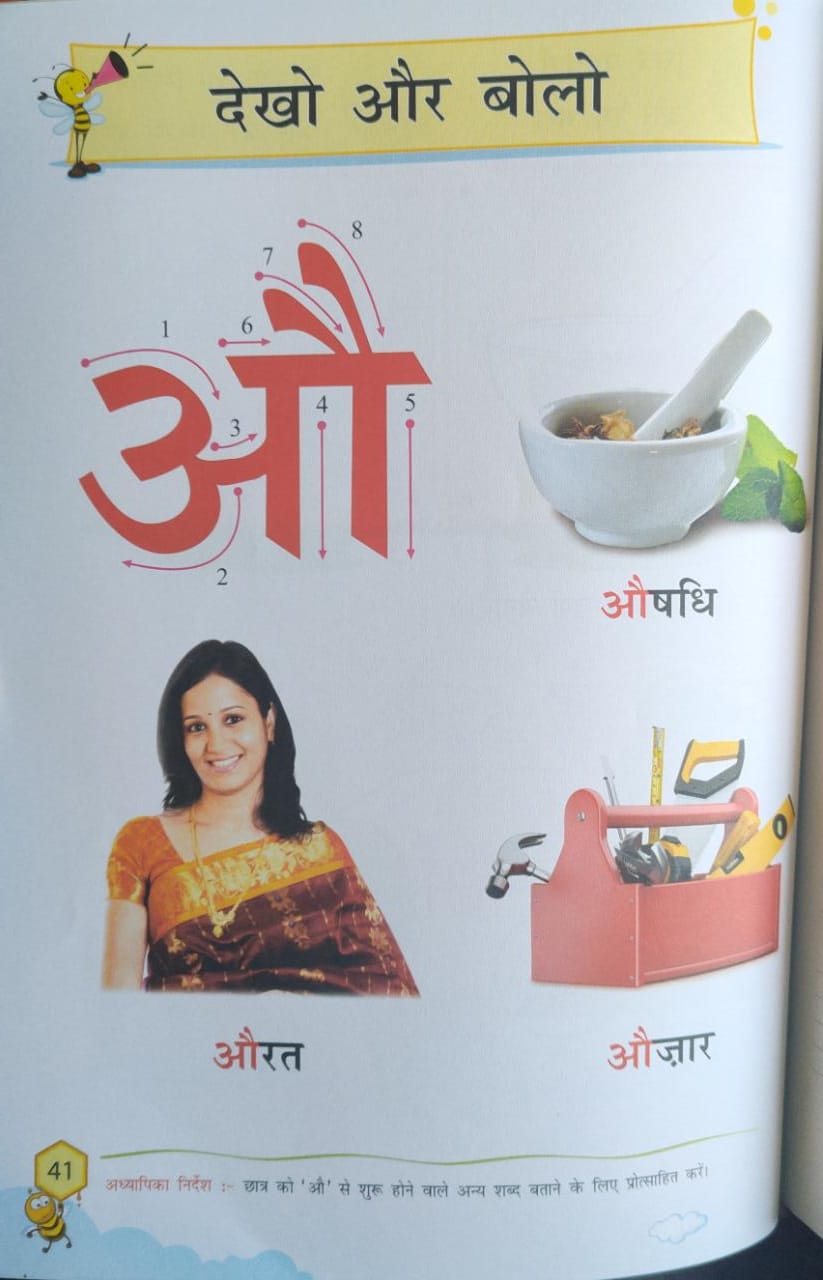 देखो और बोलो
8
7
1
6
औ
3
4
5
2
औषधि
औरत
औज़ार
41
अध्यापिका निर्देश :- छात्र को 'औ' से शुरू होने वाले अन्य शब्द बताने के लिए प्रोत्साहित करें।